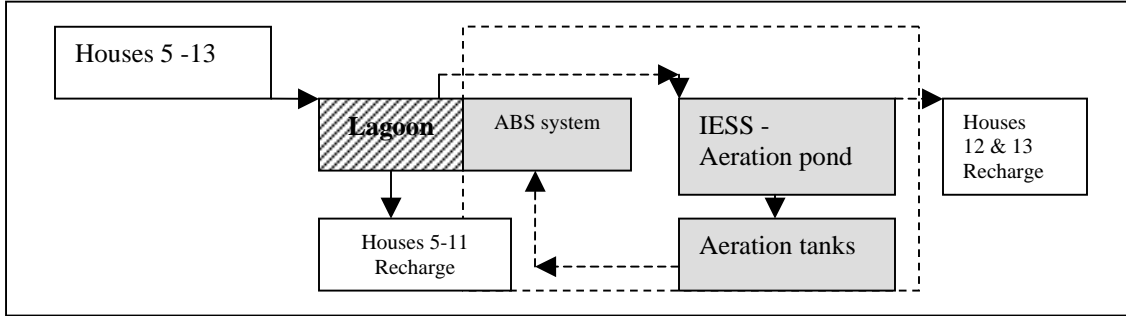 Houses 5 -13
Lagoon
ABS system
IESS -
Aeration pond
Houses
12 & 13
Recharge
Houses 5-11
Recharge
Aeration tanks